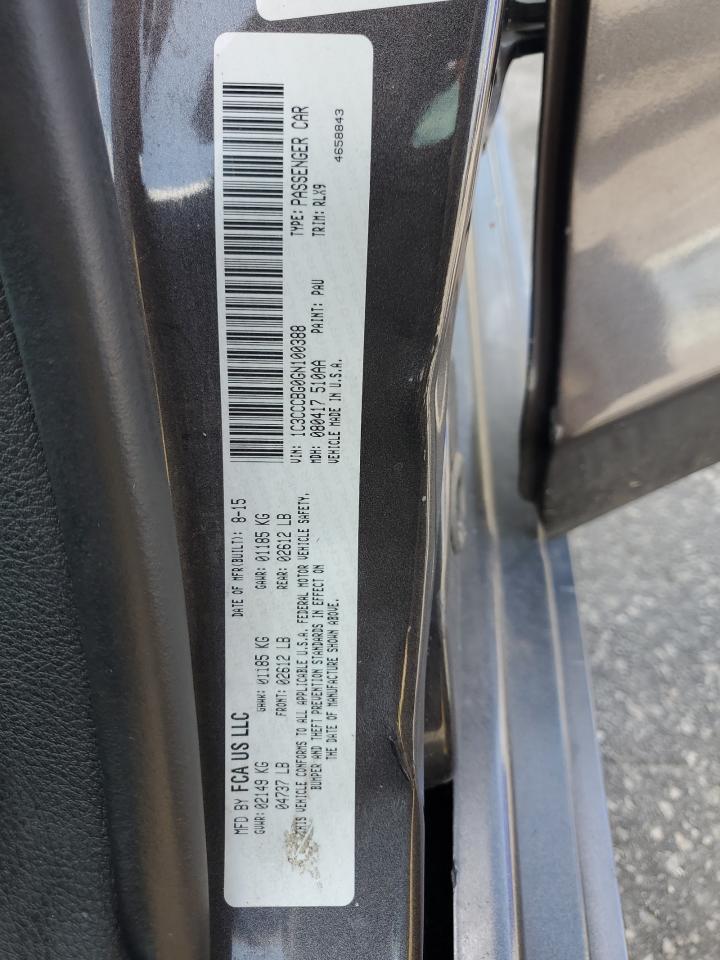 MFD BY FCA US LLC
DATE OF MFR(BUILT): 8-15
GVWR: 02149 KG
GAWR: 01185 KG
GAWR: 01185 KG
04737 LB
FRONT: 02612 LB
REAR: 02612 LB
THIS VEHICLE CONFORMS TO ALL APPLICABLE U.S.A. FEDERAL MOTOR VEHICLE SAFETY,
BUMPER AND THEFT PREVENTION STANDARDS IN EFFECT ON
THE DATE OF MANUFACTURE SHOWN ABOVE.
VIN: 1C3CCCBG0GN100388
TYPE: PASSENGER CAR
MDH: 080417 510AA
PAINT: PAU
TRIM: RLX9
VEHICLE MADE IN U.S.A.
4658843